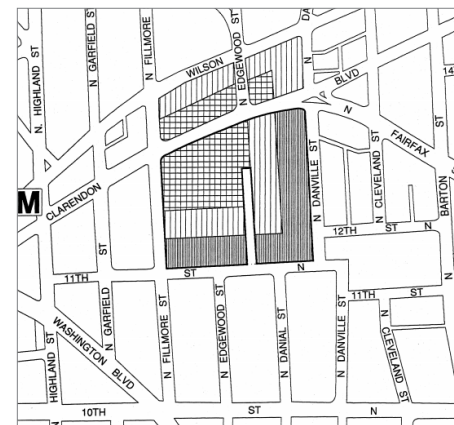 N. HIGHLAND ST
N GARFIELD ST
N FILLMORE
WILSON
N EDGEWOOD ST
DA
N
BLVD
14
N
FAIRFAX
ST
BARTON
N
CLARENDON
M
N DANVILLE ST
N CLEVELAND ST
12TH ST N
11TH ST N
ST
N GARFIELD
WASHINGTON BLVD
HIGHLAND ST
N FILLMORE ST
N EDGEWOOD ST
N DANIAL ST
N DANVILLE ST
11TH ST
N CLEVELAND ST
10TH ST N